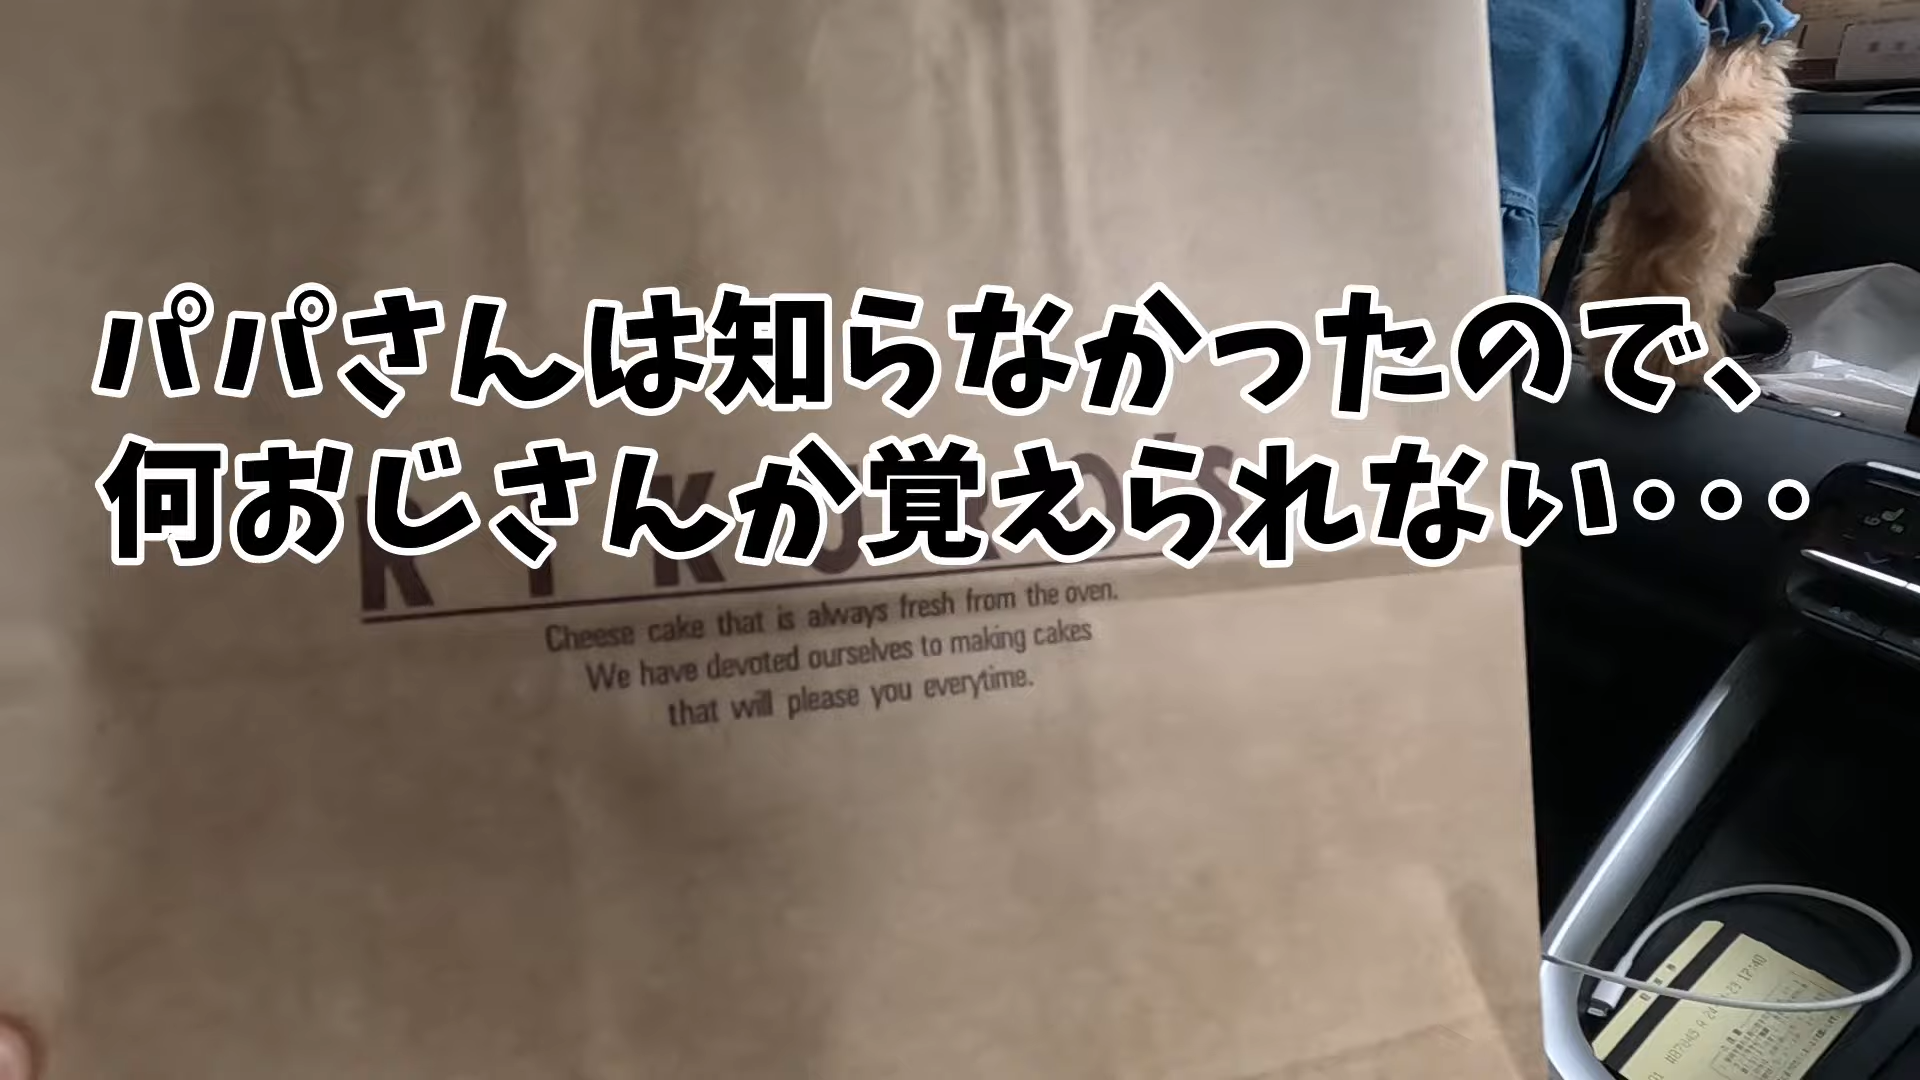 パパさんは知らなかったので、
何おじさんか覚えられない・・・
RIKURO's
Cheese cake that is always fresh from the oven.
We have devoted ourselves to making cakes
that will please you everytime.